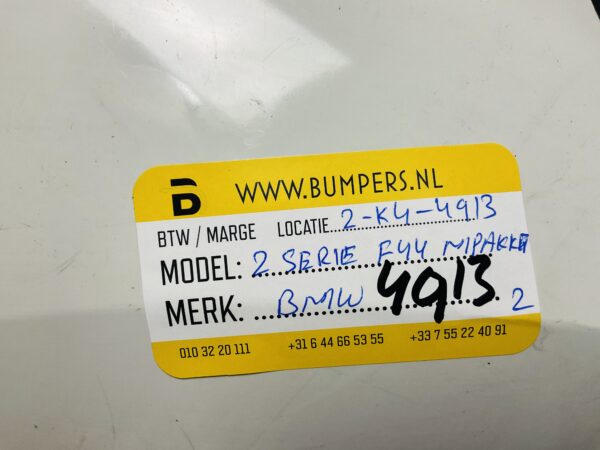 B WWW.BUMPERS.NL
BTW / MARGE LOCATIE 2-K4-4913
MODEL: 2 SERIE F44 MPAKKET
MERK: BMW 4913 2
010 32 20 111 +31 6 44 66 53 55 +33 7 55 22 40 91